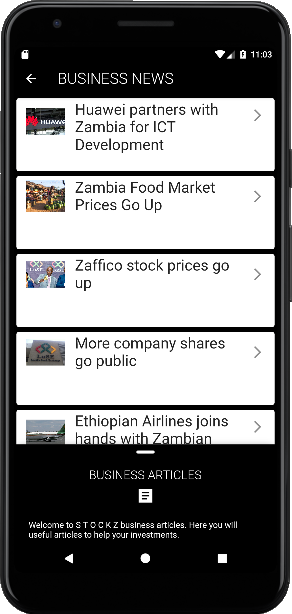 11:03
BUSINESS NEWS
HUAWE
Huawei partners with
Zambia for ICT
Development
Zambia Food Market
Prices Go Up
Zaffico stock prices go
up
More company shares
go public
Ethiopian Airlines joins
hands with Zambian
BUSINESS ARTICLES
Welcome to S T O C K Z business articles. Here you will
useful articles to help your investments.